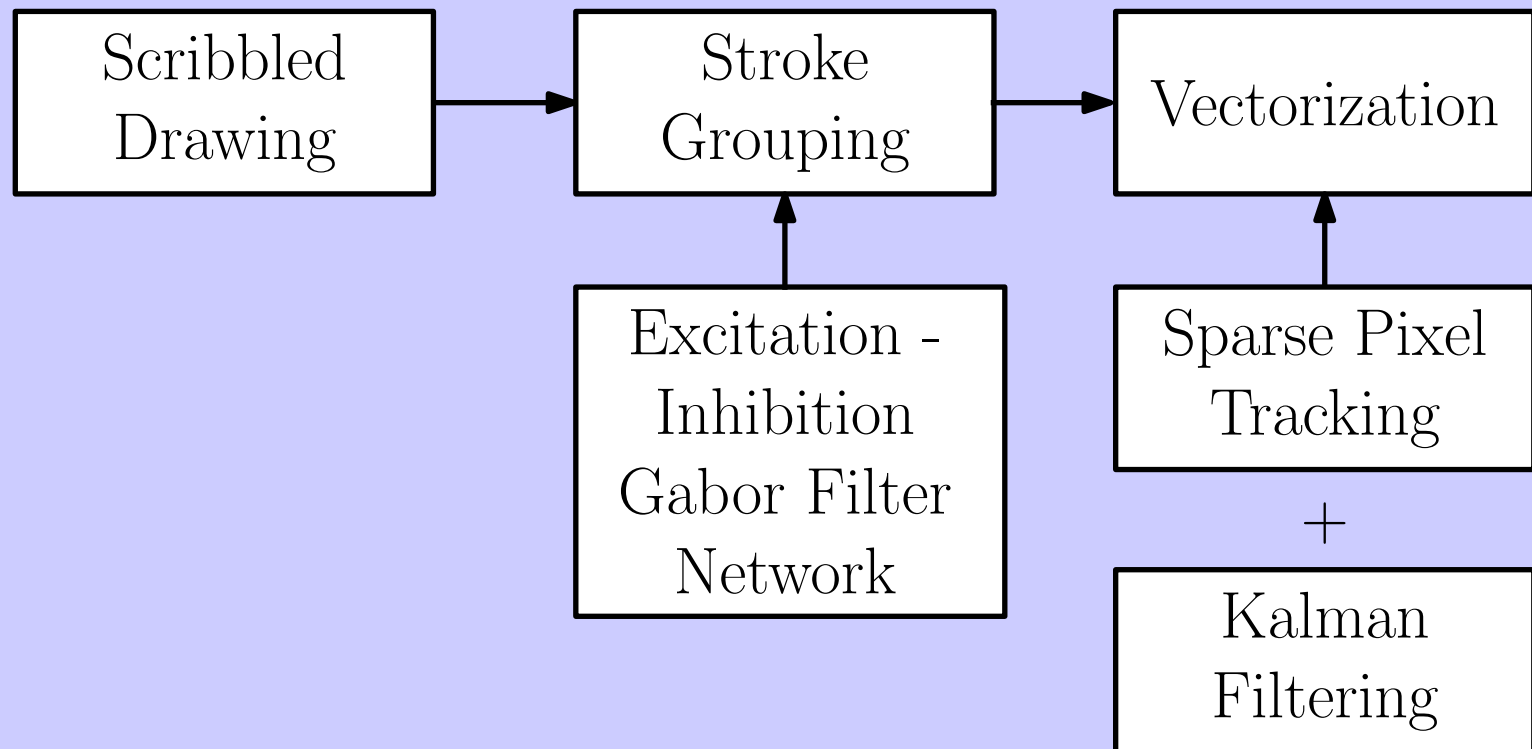 Scribbled
Drawing
Stroke
Grouping
Vectorization
Excitation -
Inhibition
Gabor Filter
Network
Sparse Pixel
Tracking
+
Kalman
Filtering